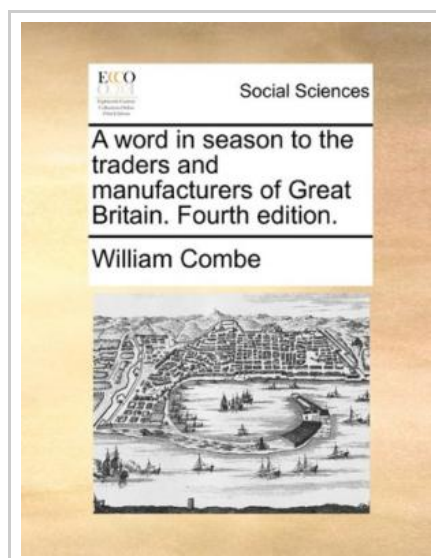 ECCO
Social Sciences
A word in season to the
traders and
manufacturers of Great
Britain. Fourth edition.
William Combe